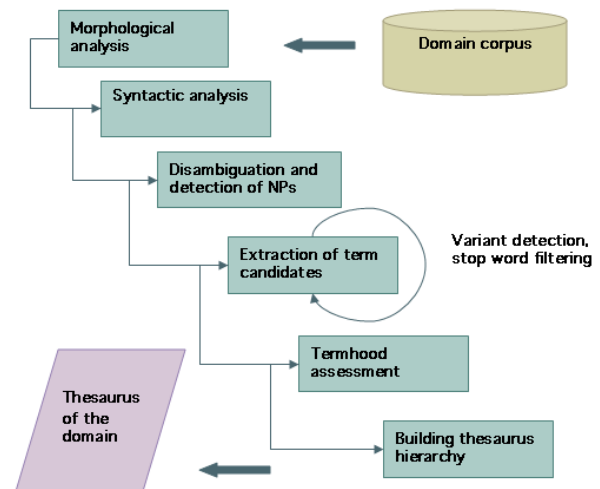 Morphological
analysis
Domain corpus
Syntactic analysis
Disambiguation and
detection of NPs
Extraction of term
candidates
Variant detection,
stop word filtering
Termhood
assessment
Thesaurus
of the
domain
Building thesaurus
hierarchy